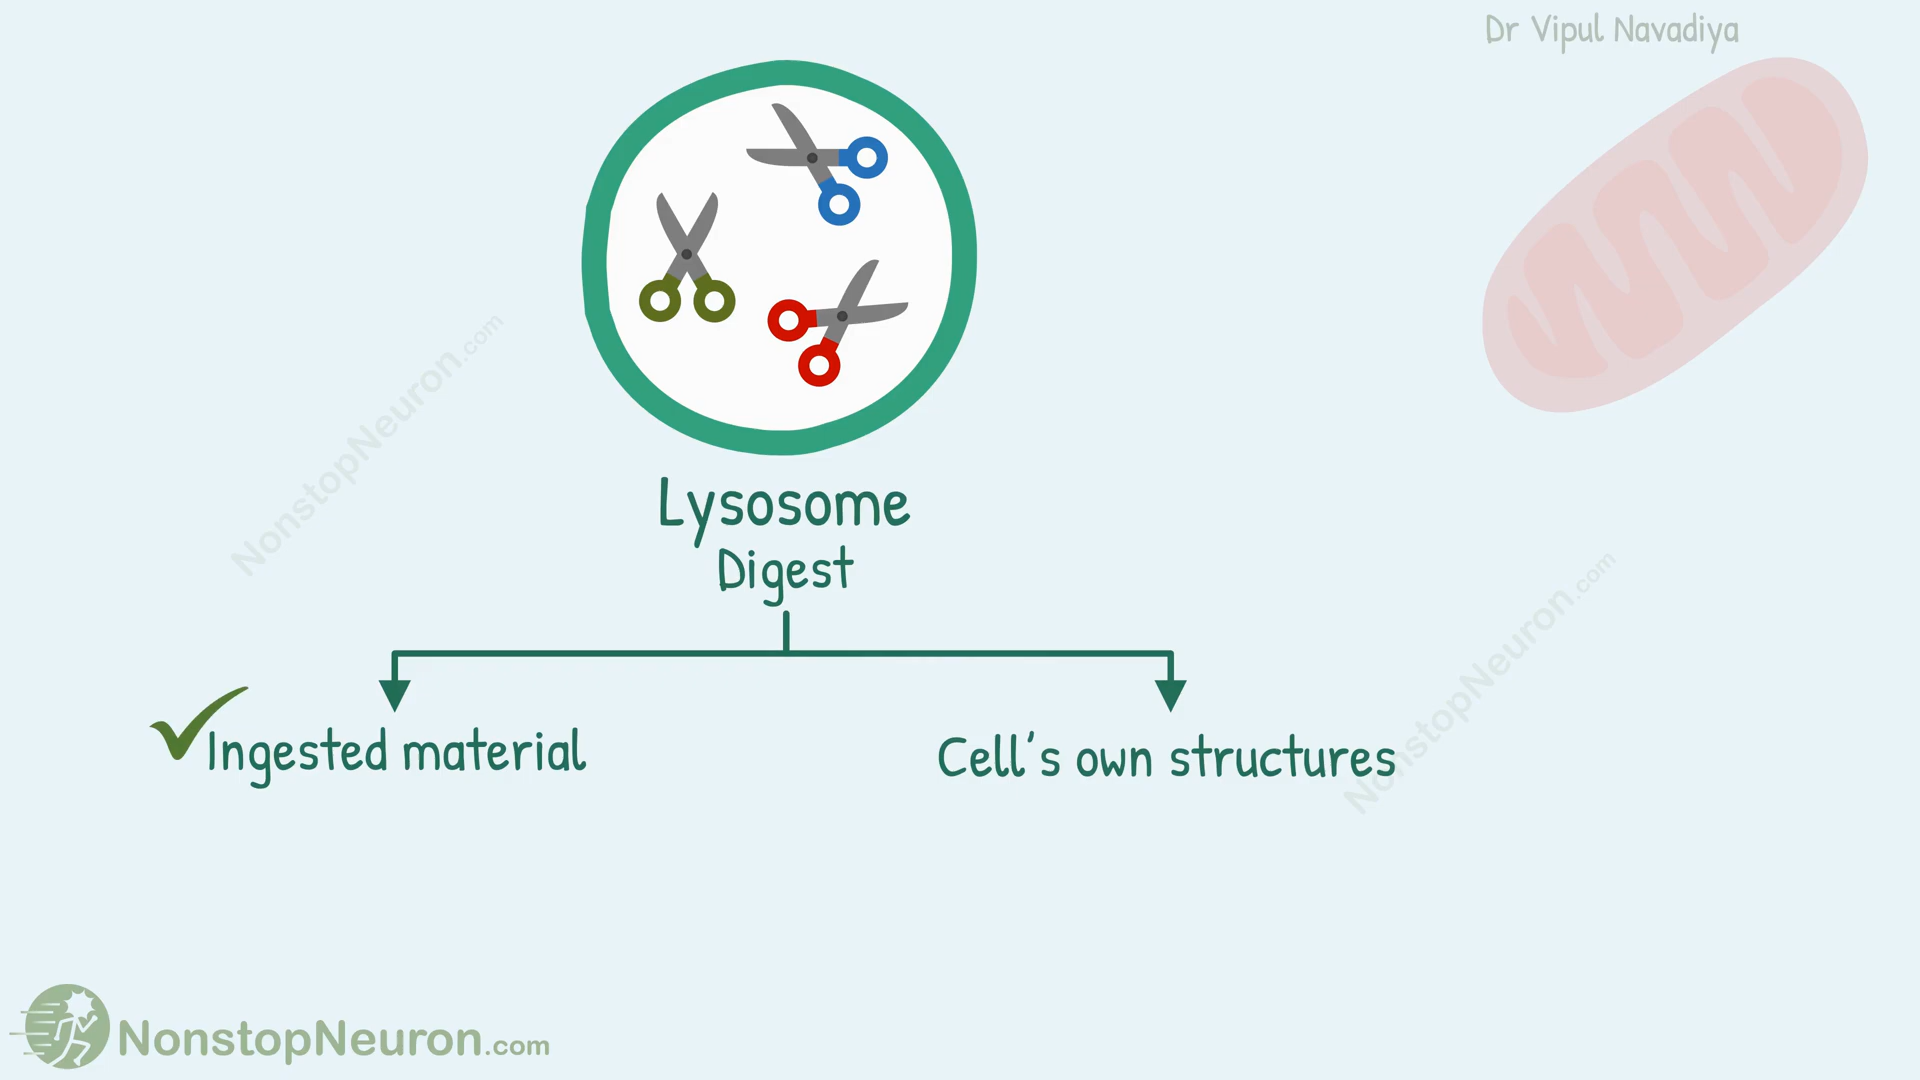 Dr Vipul Navadiya
NonstopNeuron.com
Lysosome
Digest
NonstopNeuron.com
Ingested material
Cell's own structures
NonstopNeuron.com